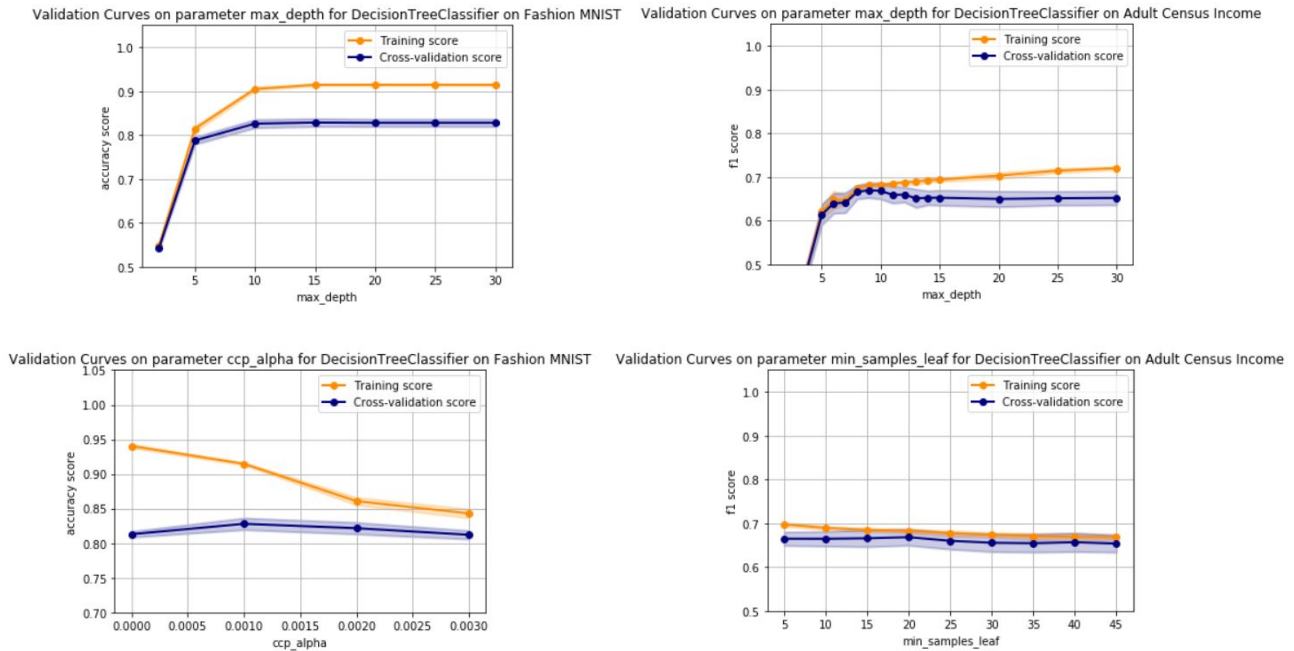 Validation Curves on parameter max_depth for DecisionTreeClassifier on Fashion MNIST
1.0
0.9
0.8
0.7
0.6
0.5
accuracy score
Training score
Cross-validation score
5
10
15
20
25
30
max_depth
Validation Curves on parameter max_depth for DecisionTreeClassifier on Adult Census Income
1.0
0.9
0.8
0.7
0.6
0.5
f1 score
Training score
Cross-validation score
5
10
15
20
25
30
max_depth
Validation Curves on parameter ccp_alpha for DecisionTreeClassifier on Fashion MNIST
1.05
1.00
0.95
0.90
0.85
0.80
0.75
0.70
accuracy score
Training score
Cross-validation score
0.0000
0.0005
0.0010
0.0015
0.0020
0.0025
0.0030
ccp_alpha
Validation Curves on parameter min_samples_leaf for DecisionTreeClassifier on Adult Census Income
1.0
0.9
0.8
0.7
0.6
0.5
f1 score
Training score
Cross-validation score
5
10
15
20
25
30
35
40
45
min_samples_leaf